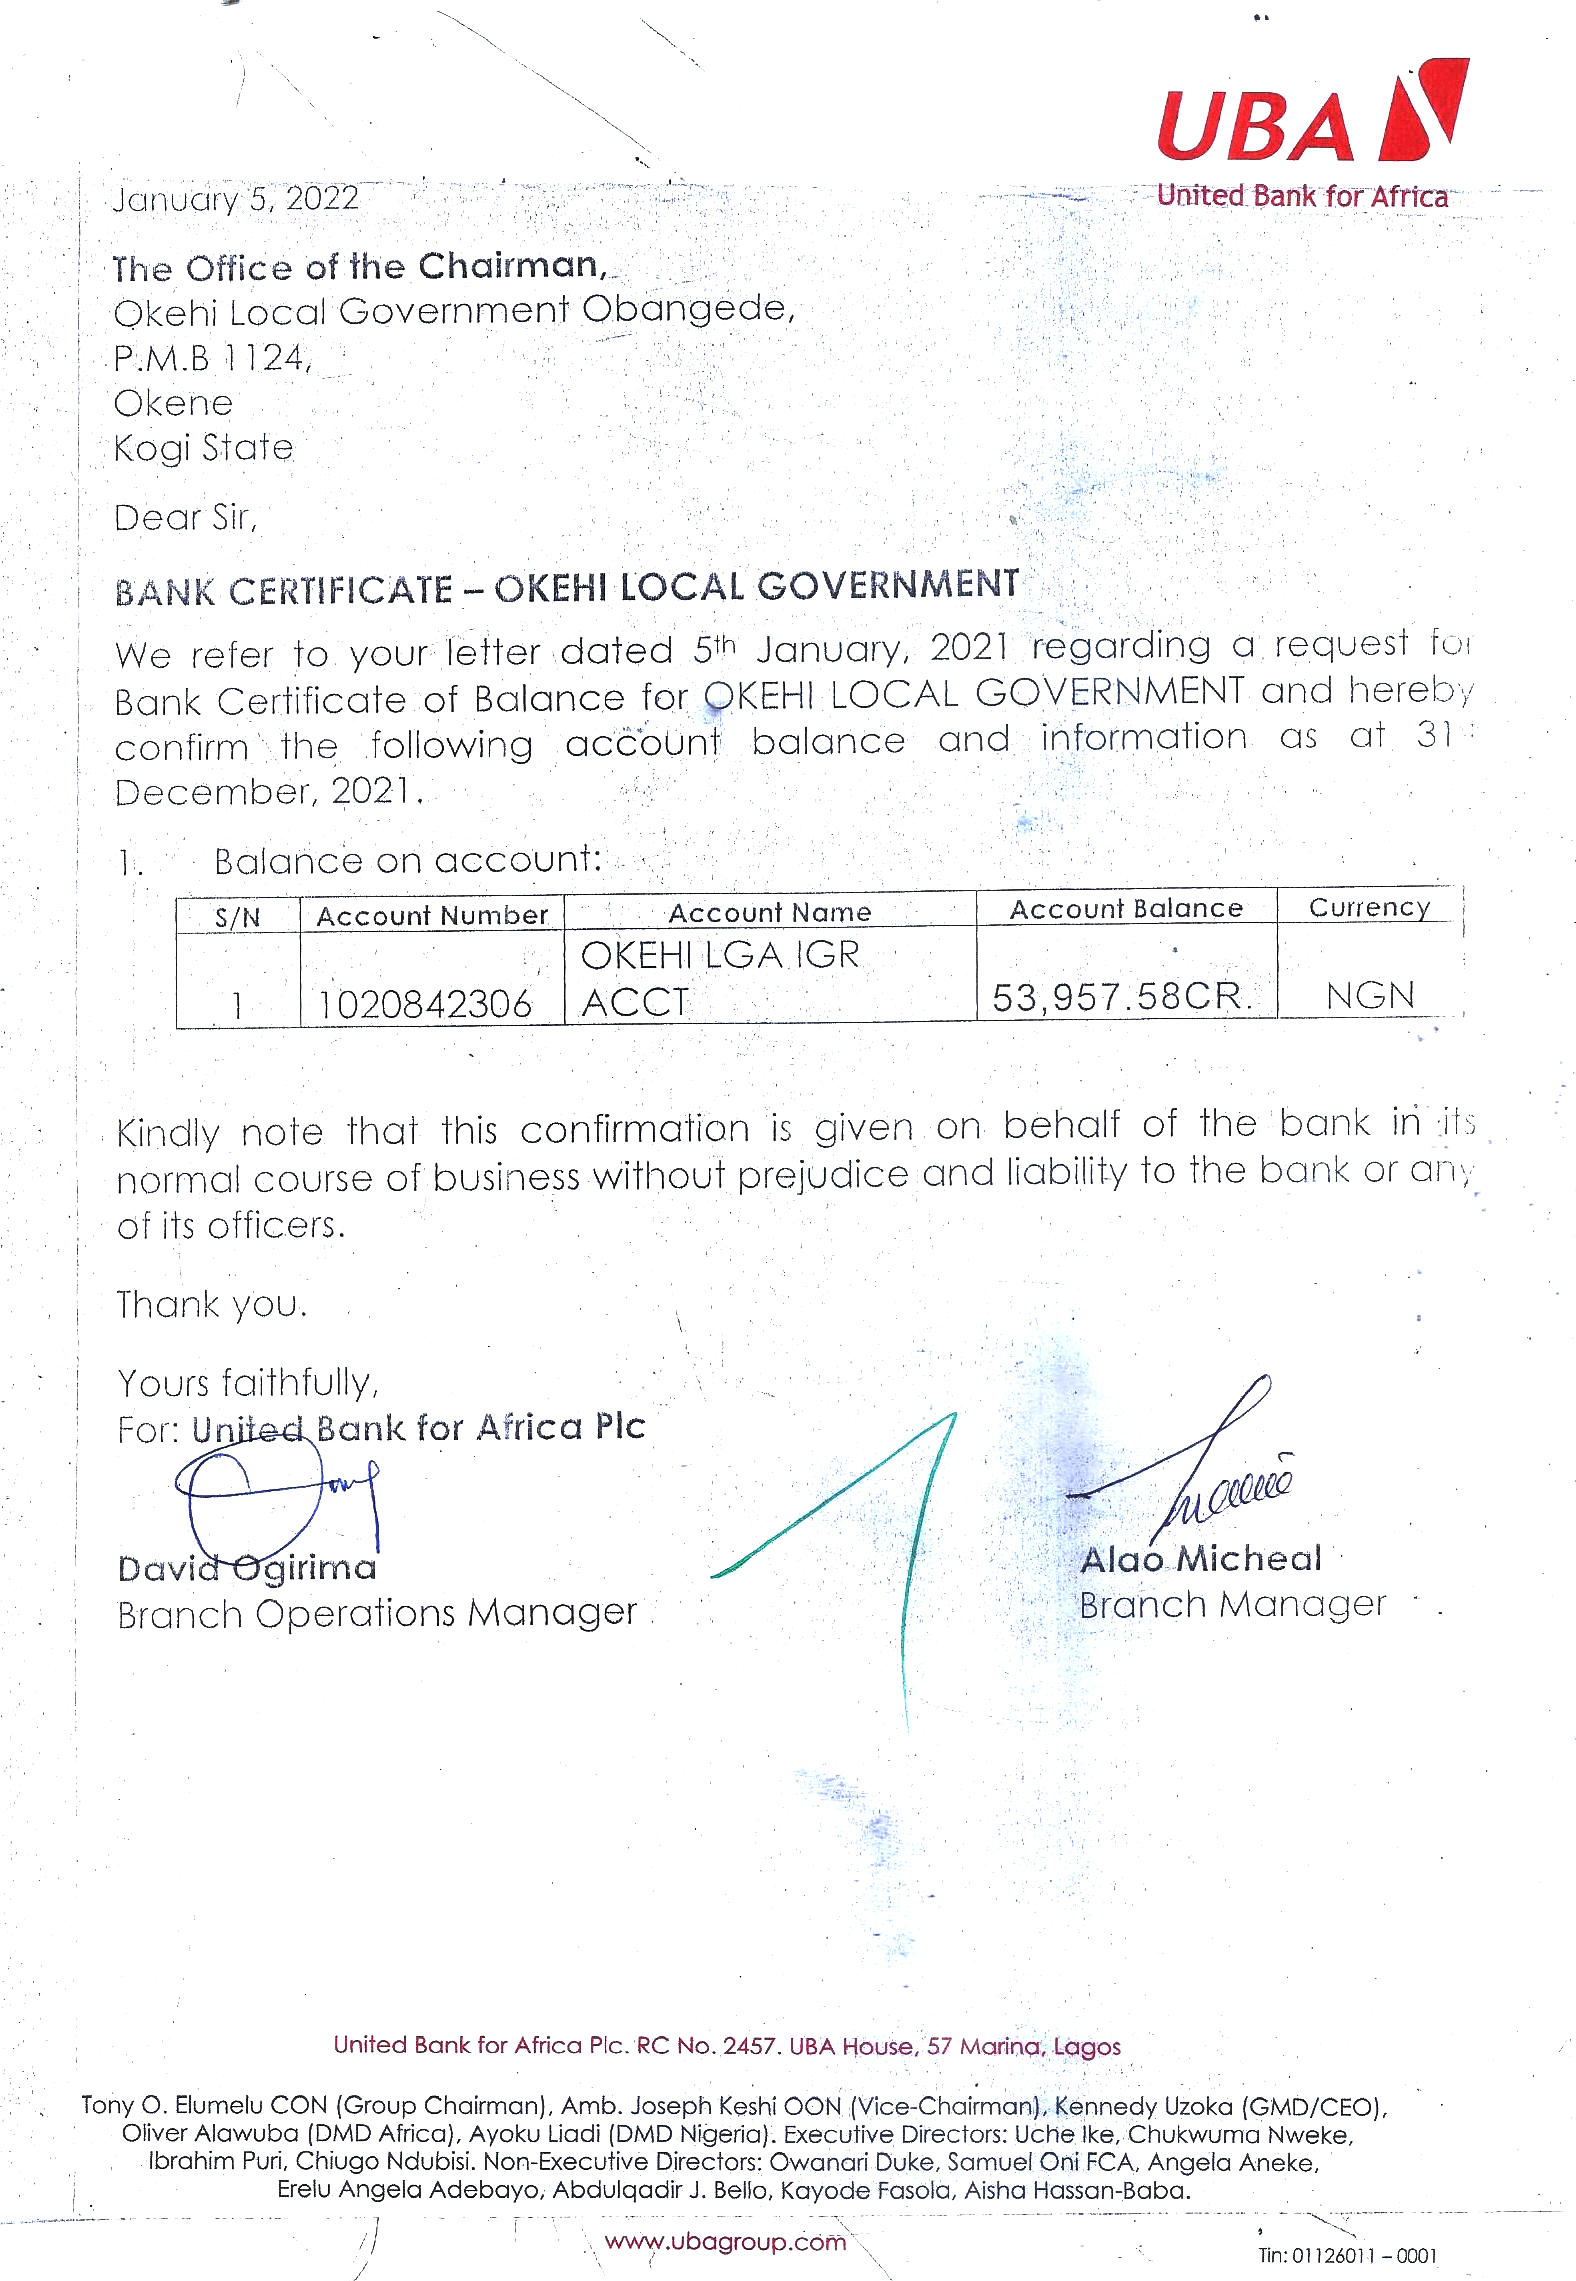 UBA
United Bank for Africa
January 5, 2022
The Office of the Chairman,
Okehi Local Government Obangede,
P.M.B 1124,
Okene
Kogi State
Dear Sir,
BANK CERTIFICATE – OKEHI LOCAL GOVERNMENT
We refer to your letter dated 5th January, 2021 regarding a request for
Bank Certificate of Balance for OKEHI LOCAL GOVERNMENT and hereby
confirm the following account balance and information as at 31
December, 2021.
1. Balance on account:
S/N Account Number Account Name Account Balance Currency
OKEHI LGA IGR
1 1020842306 ACCT 53,957.58CR. NGN
Kindly note that this confirmation is given on behalf of the bank in its
normal course of business without prejudice and liability to the bank or any
of its officers.
Thank you.
Yours faithfully,
For: United Bank for Africa Plc
David Ogirima
Alao Micheal
Branch Operations Manager
Branch Manager
United Bank for Africa Plc. RC No. 2457. UBA House, 57 Marina, Lagos
Tony O. Elumelu CON (Group Chairman), Amb. Joseph Keshi OON (Vice-Chairman), Kennedy Uzoka (GMD/CEO),
Oliver Alawuba (DMD Africa), Ayoku Liadi (DMD Nigeria). Executive Directors: Uche Ike, Chukwuma Nweke,
Ibrahim Puri, Chiugo Ndubisi. Non-Executive Directors: Owanari Duke, Samuel Oni FCA, Angela Aneke,
Erelu Angela Adebayo, Abdulqadir J. Bello, Kayode Fasola, Aisha Hassan-Baba.
www.ubagroup.com
Tin: 01126011 – 0001